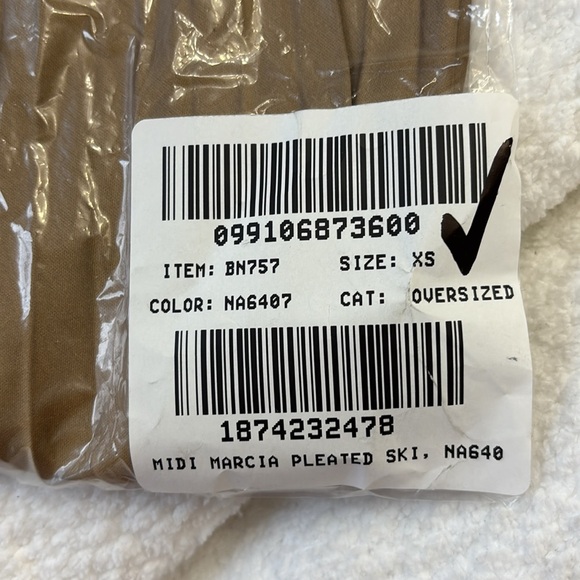 099106873600
ITEM: BN757 SIZE: XS
COLOR: NA6407 CAT: OVERSIZED
1874232478
MIDI MARCIA PLEATED SKI, NA640